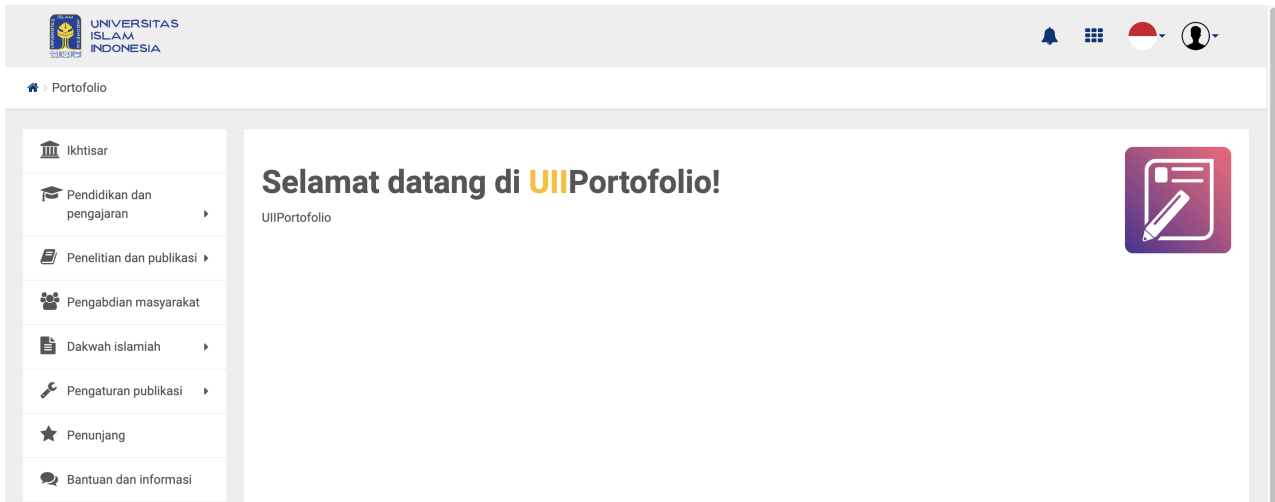 UNIVERSITAS
ISLAM
INDONESIA
Portofolio
Ikhtisar
Pendidikan dan
pengajaran
Penelitian dan publikasi
Pengabdian masyarakat
Dakwah islamiah
Pengaturan publikasi
Penunjang
Bantuan dan informasi
Selamat datang di UIIPortofolio!
UIIPortofolio